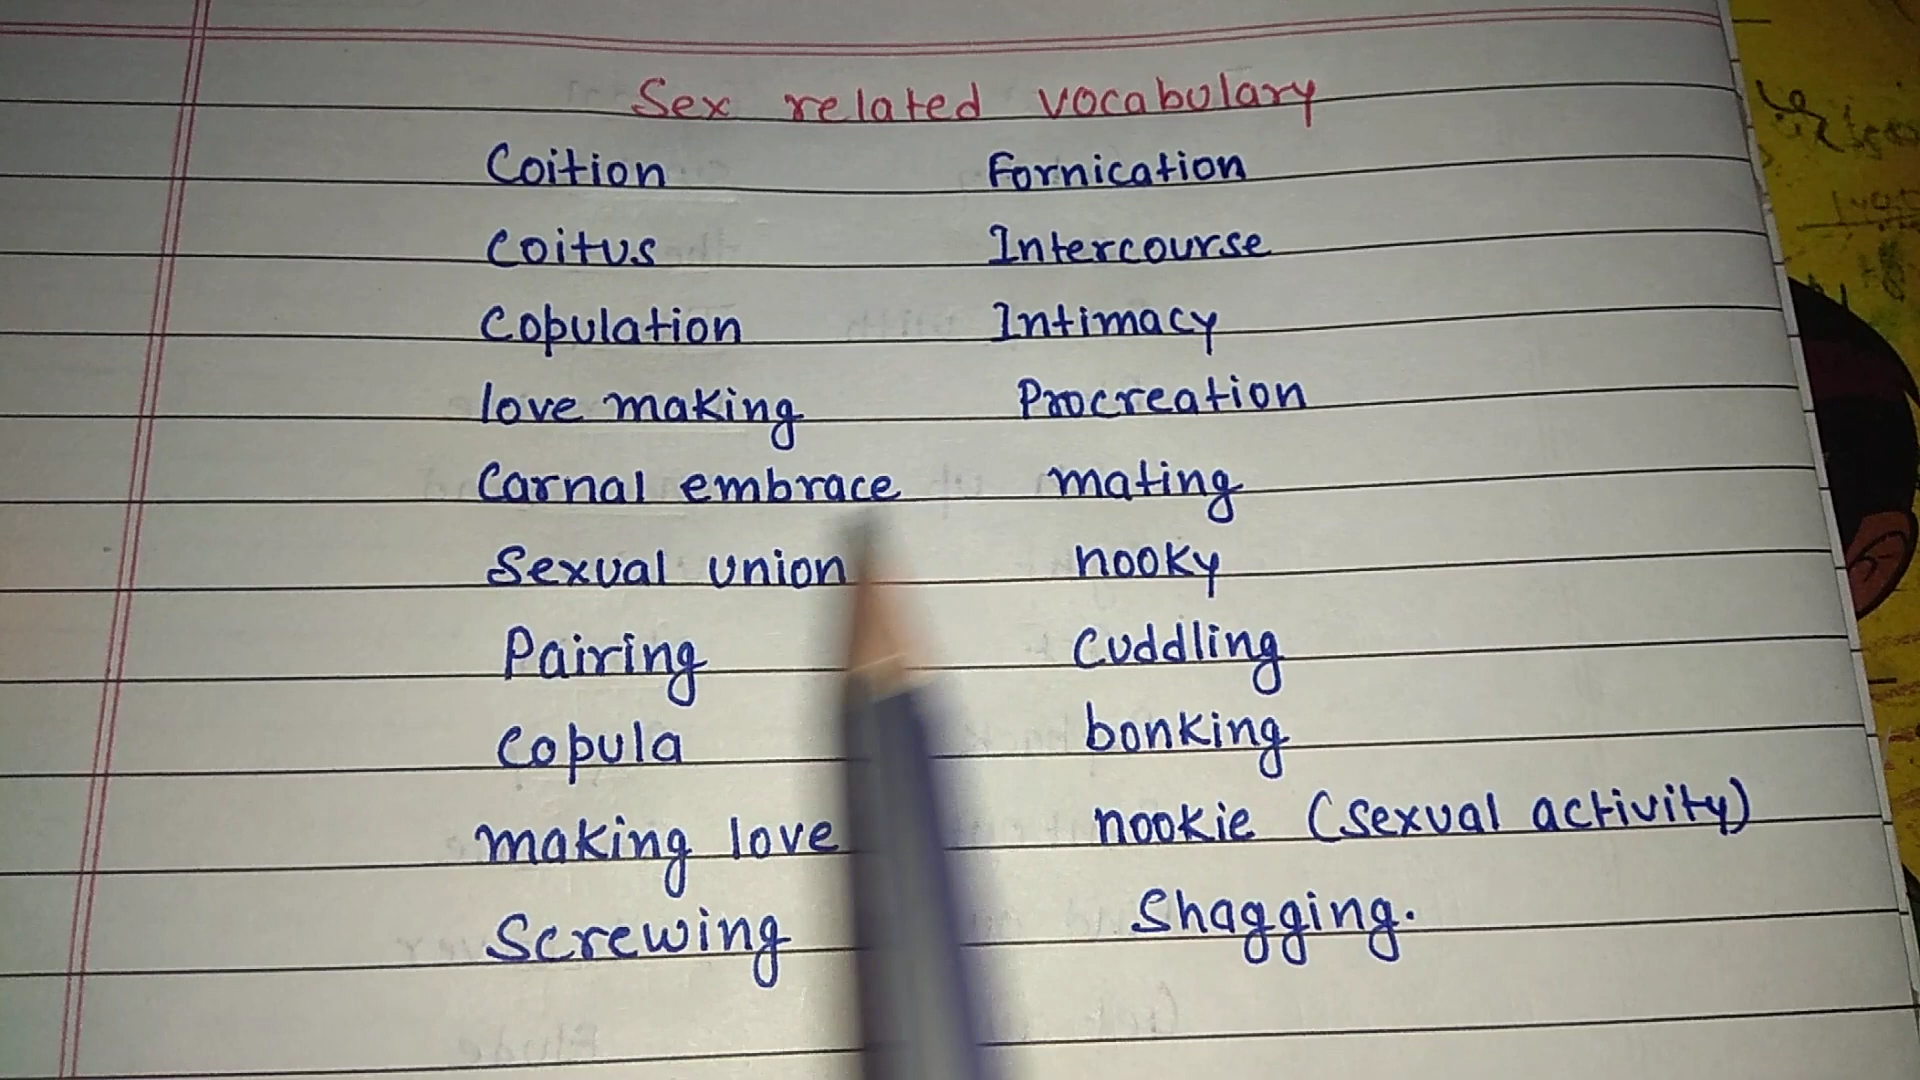 Sex related vocabulary
Coition Fornication
Coitus Intercourse
Copulation Intimacy
love making Procreation
Carnal embrace mating
Sexual union nooky
Pairing cuddling
Copula bonking
making love nookie (sexual activity)
Screwing Shagging.